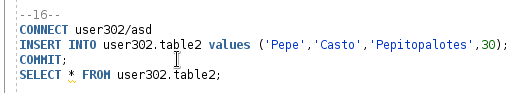 --16--
CONNECT user302/asd
INSERT INTO user302.table2 values ('Pepe','Casto','Pepitopalotes',30);
COMMIT;
SELECT * FROM user302.table2;